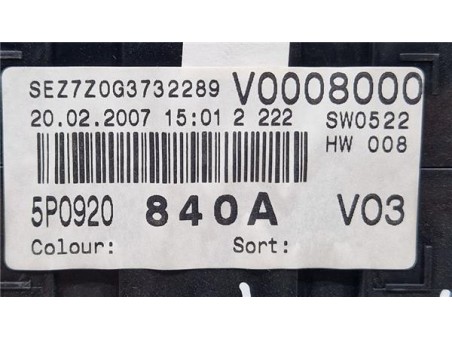 SEZ7Z0G3732289 V0008000
20.02.2007 15:01 2 222 SW0522
HW 008
5P0920 840A V03
Colour: Sort: